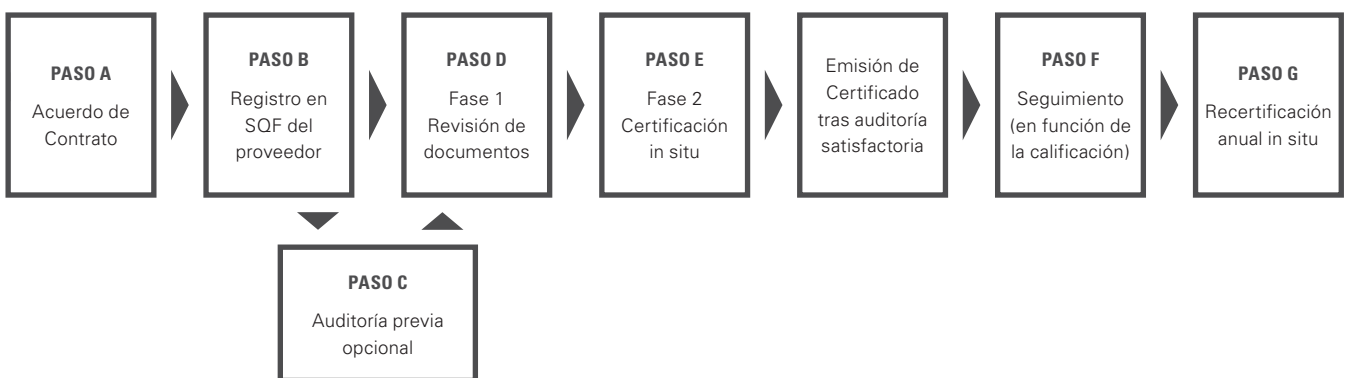 PASO A
Acuerdo de
Contrato
PASO B
Registro en
SQF del
proveedor
PASO D
Fase 1
Revisión de
documentos
PASO E
Fase 2
Certificación
in situ
Emisión de
Certificado
tras auditoría
satisfactoria
PASO F
Seguimiento
(en función de
la calificación)
PASO G
Recertificación
anual in situ
PASO C
Auditoría previa
opcional